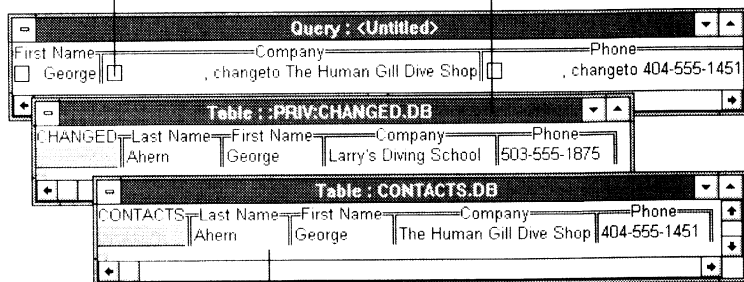 Query : <Untitled>
First Name Company Phone
George , changeto The Human Gill Dive Shop , changeto 404-555-1451
Table : :PRIV:CHANGED.DB
CHANGED Last Name First Name Company Phone
Ahern George Larry's Diving School 503-555-1875
Table : CONTACTS.DB
CONTACTS Last Name First Name Company Phone
Ahern George The Human Gill Dive Shop 404-555-1451